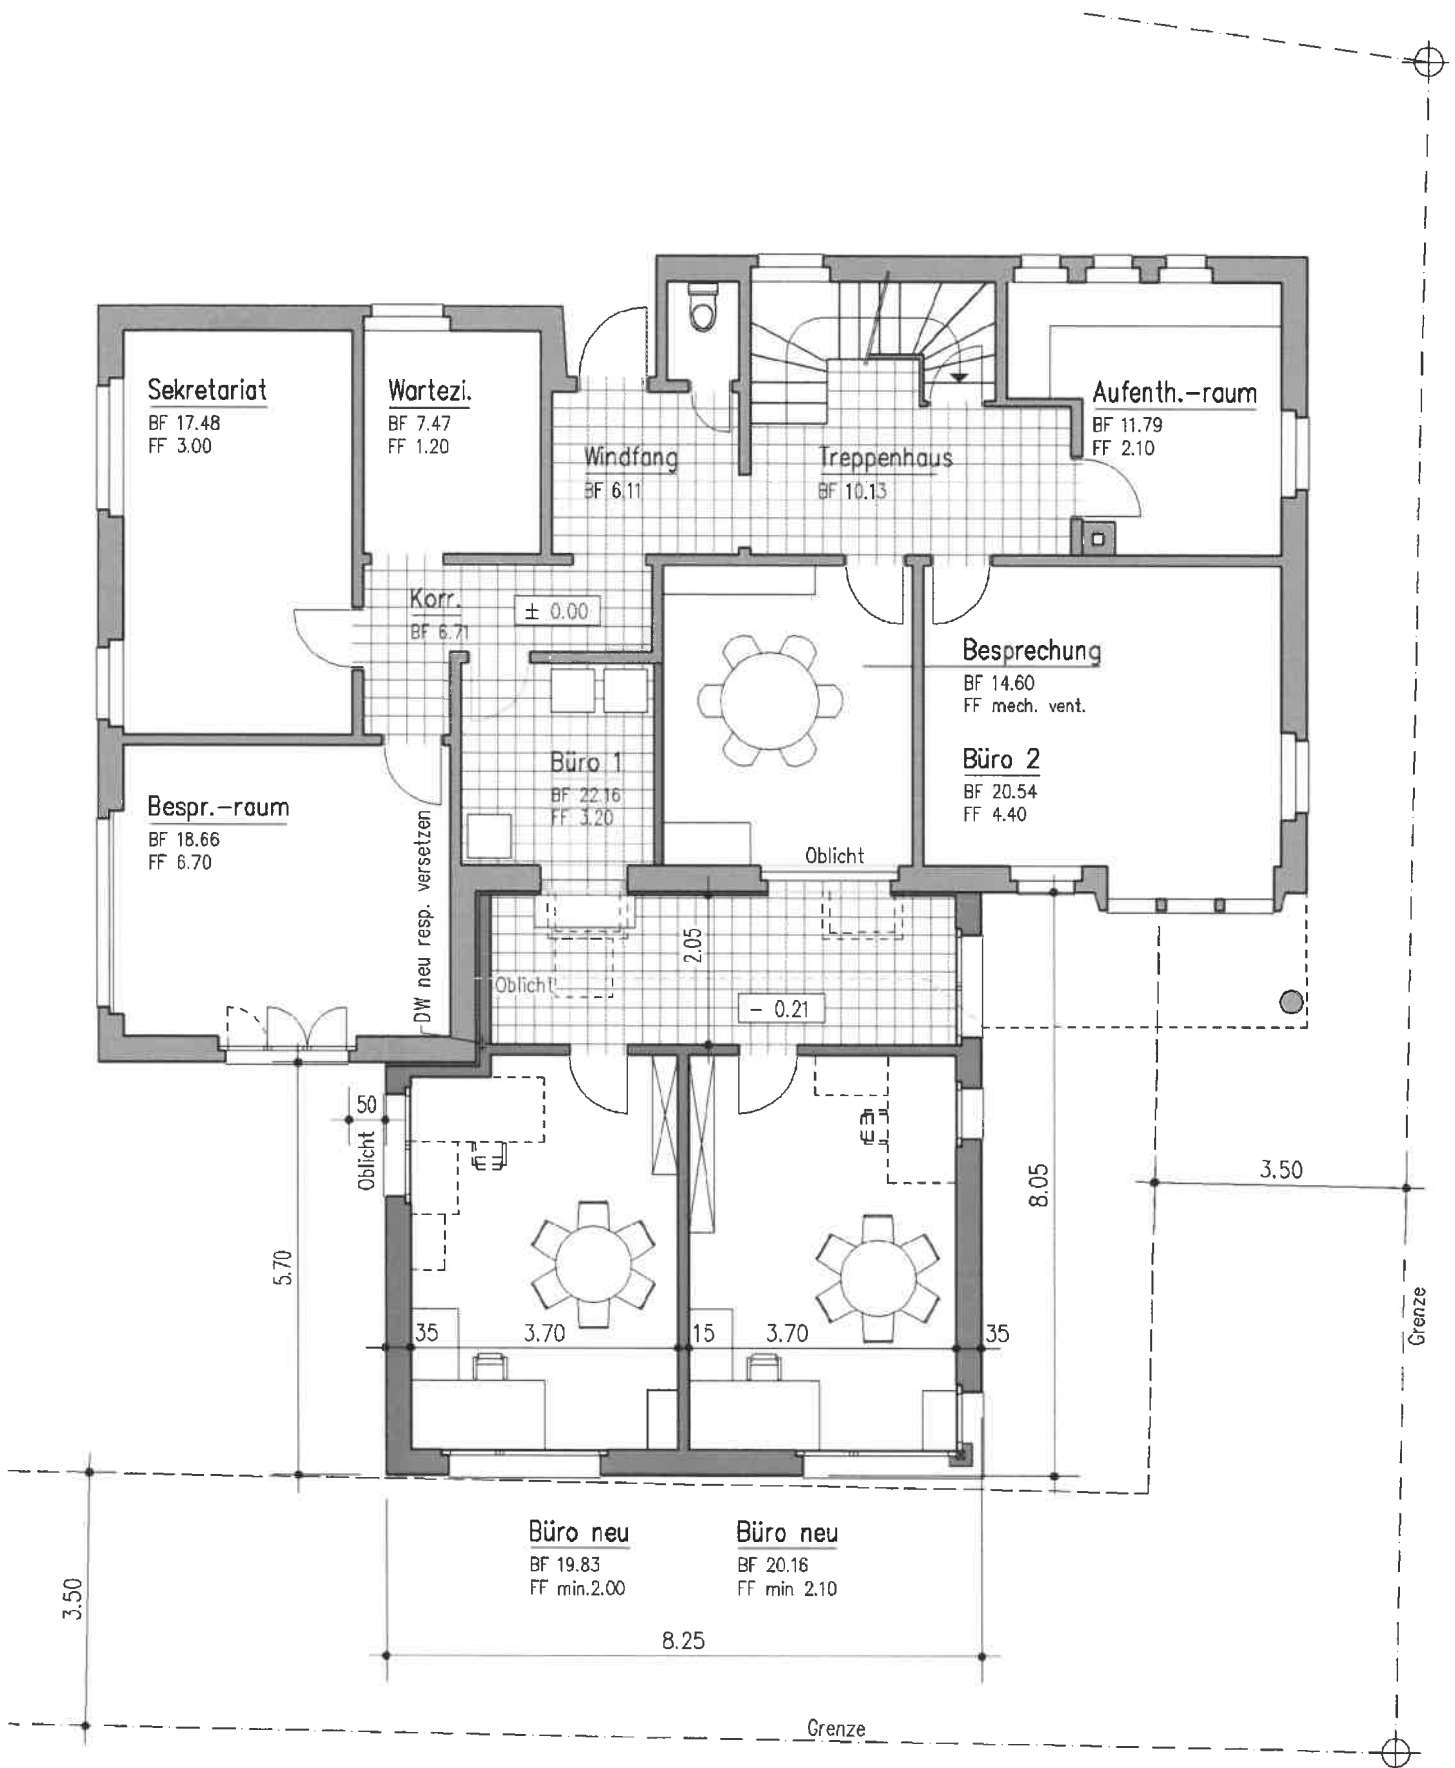 Sekretariat
BF 17.48
FF 3.00
Wartezi.
BF 7.47
FF 1.20
Windfang
BF 6.11
Treppenhaus
BF 10.13
Aufenth.-raum
BF 11.79
FF 2.10
Korr.
BF 6.71
± 0.00
Besprechung
BF 14.60
FF mech. vent.
Büro 1
BF 22.16
FF 3.20
Büro 2
BF 20.54
FF 4.40
Bespr.-raum
BF 18.66
FF 6.70
DW neu resp. versetzen
Oblicht
2.05
Oblicht
- 0.21
50
Oblicht
8.05
3.50
5.70
Grenze
35
3.70
15
3.70
35
Büro neu
BF 19.83
FF min.2.00
Büro neu
BF 20.16
FF min 2.10
3.50
8.25
Grenze